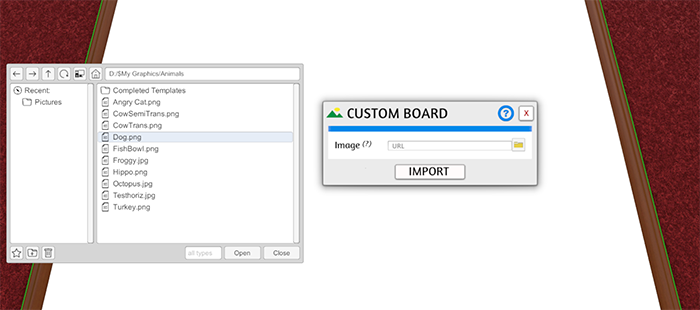 D:/$My Graphics/Animals
Recent:
Pictures
Completed Templates
Angry Cat.png
CowSemiTrans.png
CowTrans.png
Dog.png
FishBowl.png
Froggy.jpg
Hippo.png
Octopus.jpg
Testhoriz.jpg
Turkey.png
all types
Open
Close
CUSTOM BOARD
?
X
Image (?)
URL
IMPORT